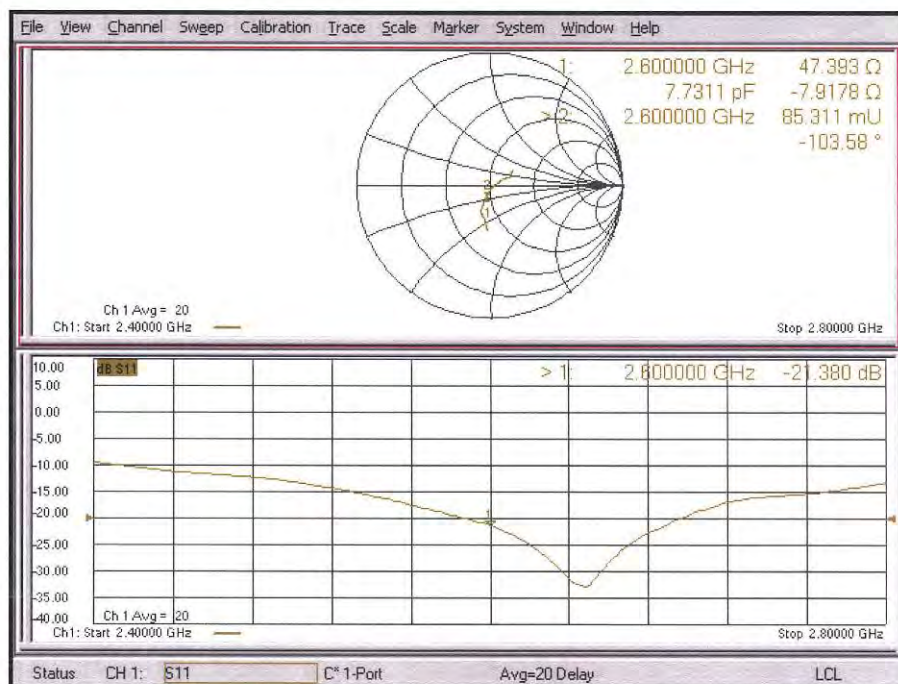 File View Channel Sweep Calibration Trace Scale Marker System Window Help
1: 2.600000 GHz 47.393 Ω
7.7311 pF -7.9178 Ω
> 2: 2.600000 GHz 85.311 mU
-103.58 °
2
1
Ch 1 Avg = 20
Ch1: Start 2.40000 GHz
Stop 2.80000 GHz
10.00 dB S11 > 1: 2.600000 GHz -21.380 dB
5.00
0.00
-5.00
-10.00
-15.00
-20.00 1
-25.00
-30.00
-35.00
-40.00 Ch 1 Avg = 20
Ch1: Start 2.40000 GHz
Stop 2.80000 GHz
Status CH 1: S11 C* 1-Port Avg=20 Delay LCL